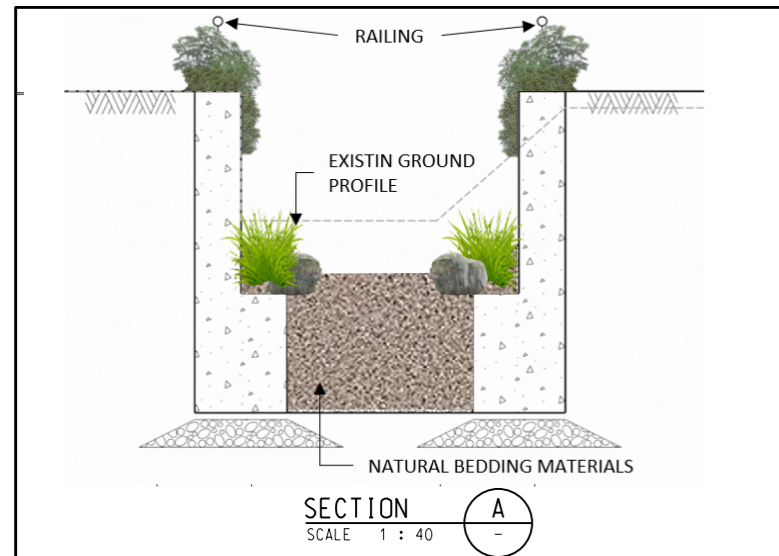 RAILING
EXISTIN GROUND
PROFILE
NATURAL BEDDING MATERIALS
SECTION
SCALE 1 : 40
A
-